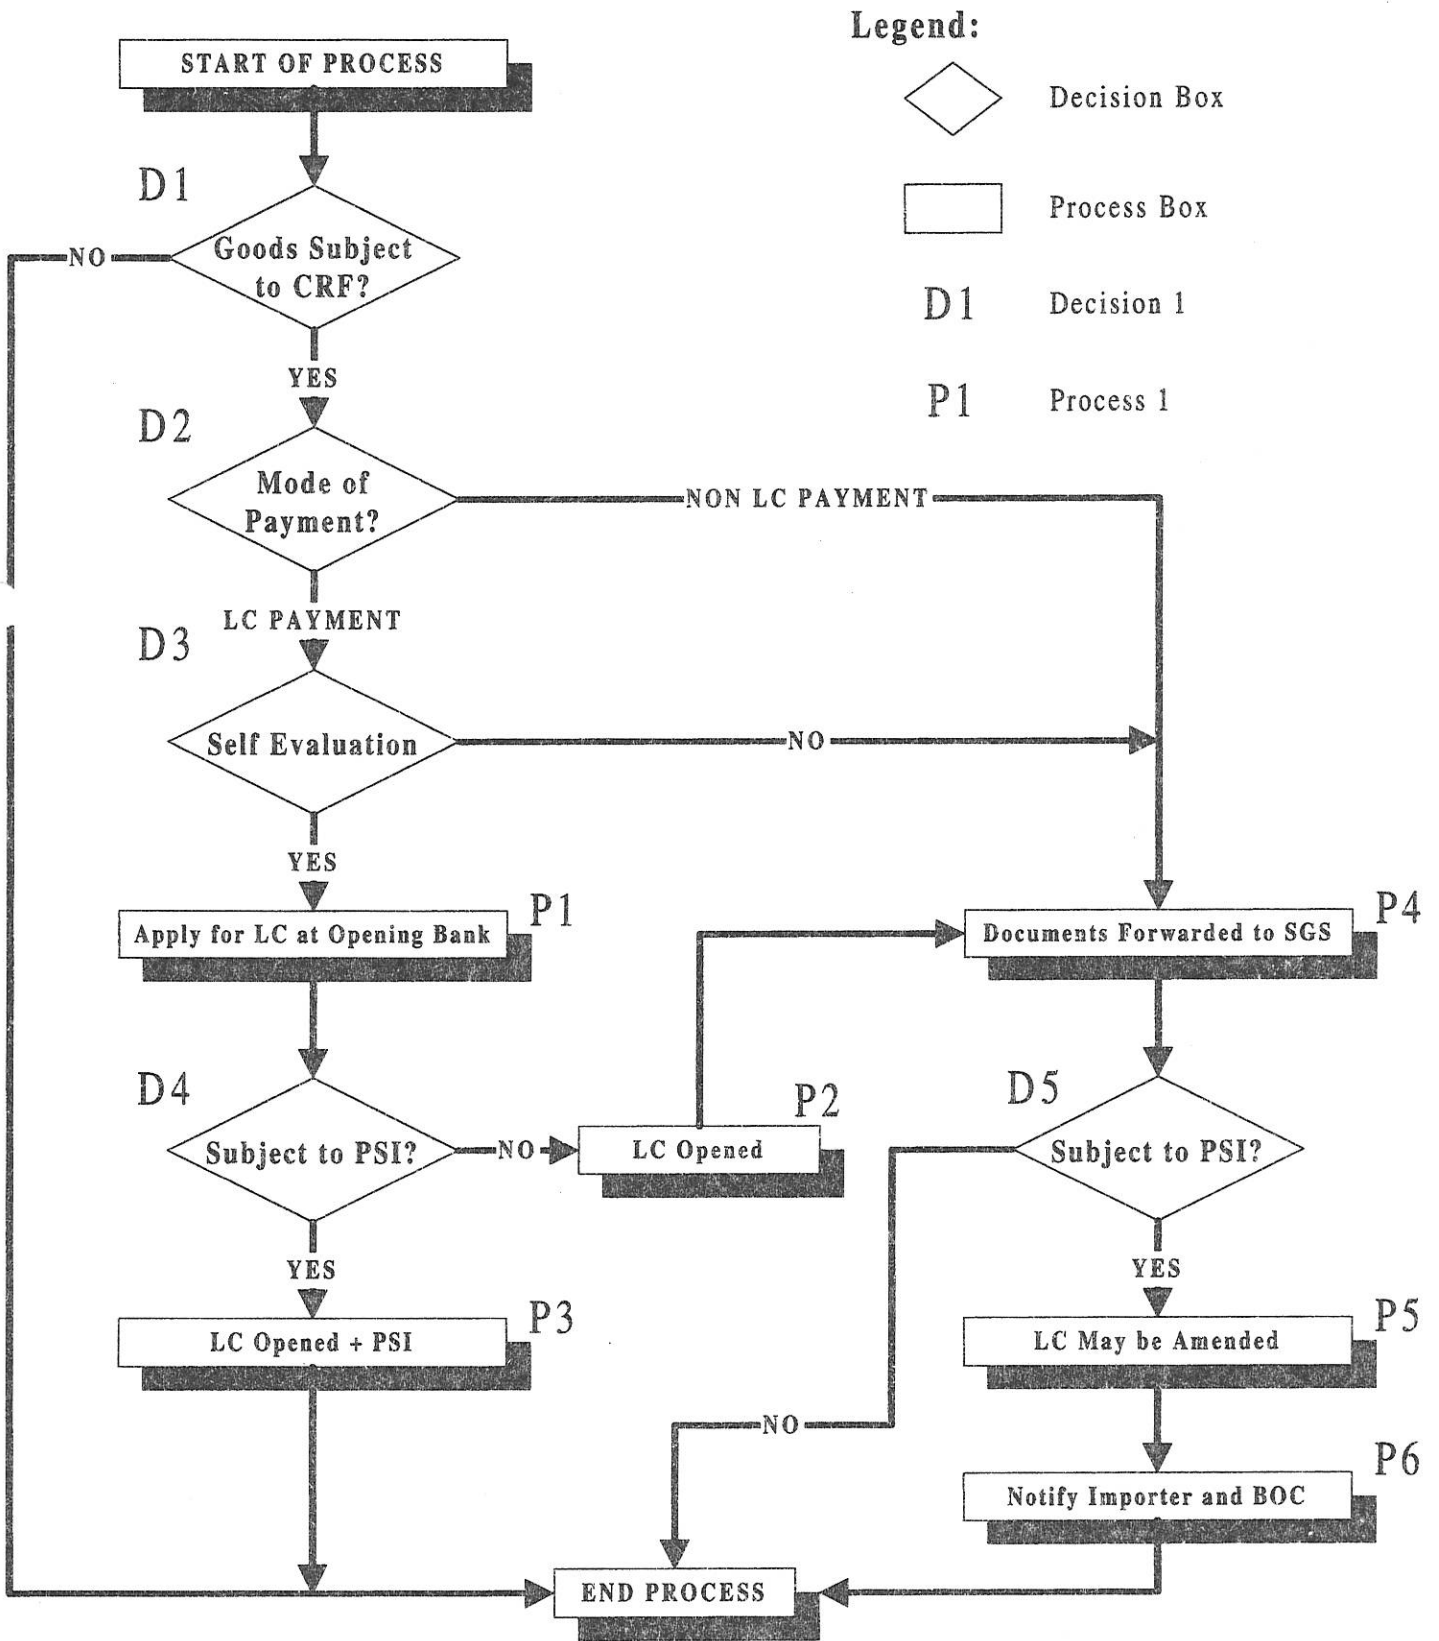 Legend:
START OF PROCESS
Decision Box
D1
Process Box
NO
Goods Subject
to CRF?
D1
Decision 1
YES
P1
Process 1
D2
Mode of
Payment?
NON LC PAYMENT
LC PAYMENT
D3
Self Evaluation
NO
YES
P1
Apply for LC at Opening Bank
P4
Documents Forwarded to SGS
D4
Subject to PSI?
NO
P2
LC Opened
D5
Subject to PSI?
YES
YES
P3
LC Opened + PSI
P5
LC May be Amended
NO
P6
Notify Importer and BOC
END PROCESS